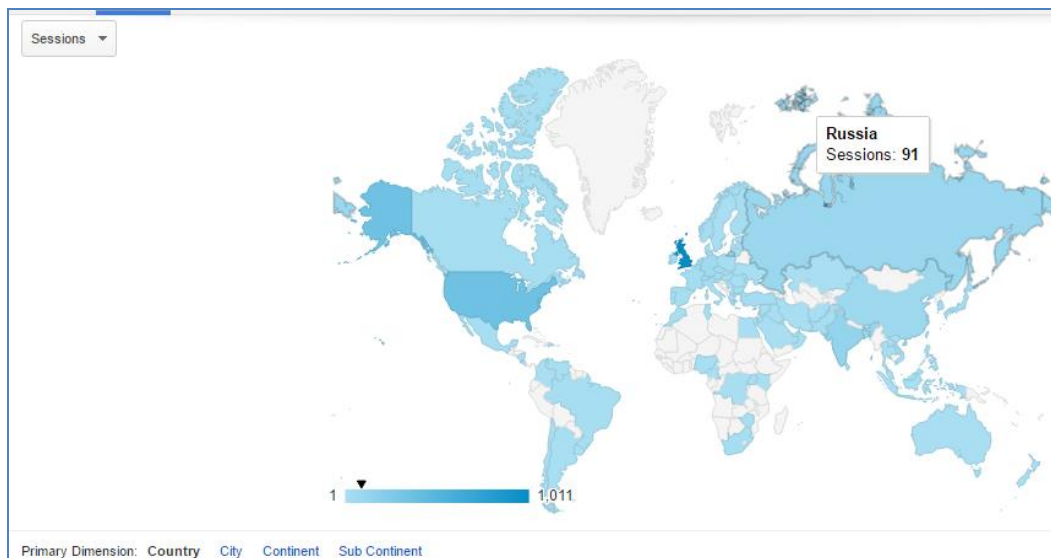 Sessions
Russia
Sessions: 91
1
1,011
Primary Dimension: Country City Continent Sub Continent